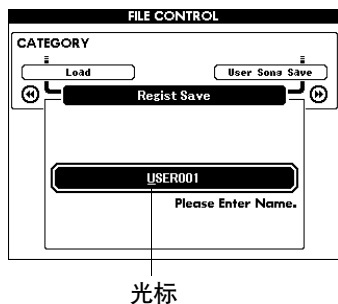 FILE CONTROL
CATEGORY
Load
User Song Save
Regist Save
USER001
Please Enter Name.
光标